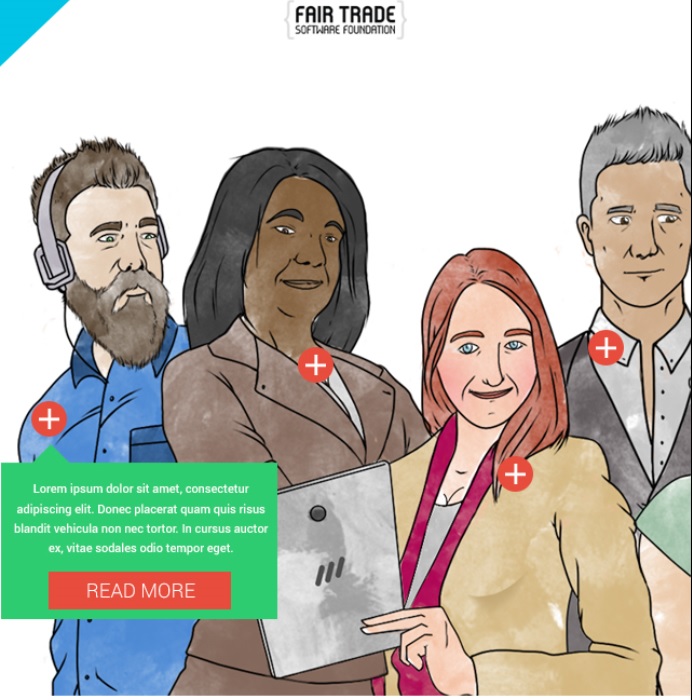 FAIR TRADE
SOFTWARE FOUNDATION
Lorem ipsum dolor sit amet, consectetur
adipiscing elit. Donec placerat quam quis risus
blandit vehicula non nec tortor. In cursus auctor
ex, vitae sodales odio tempor eget.
READ MORE